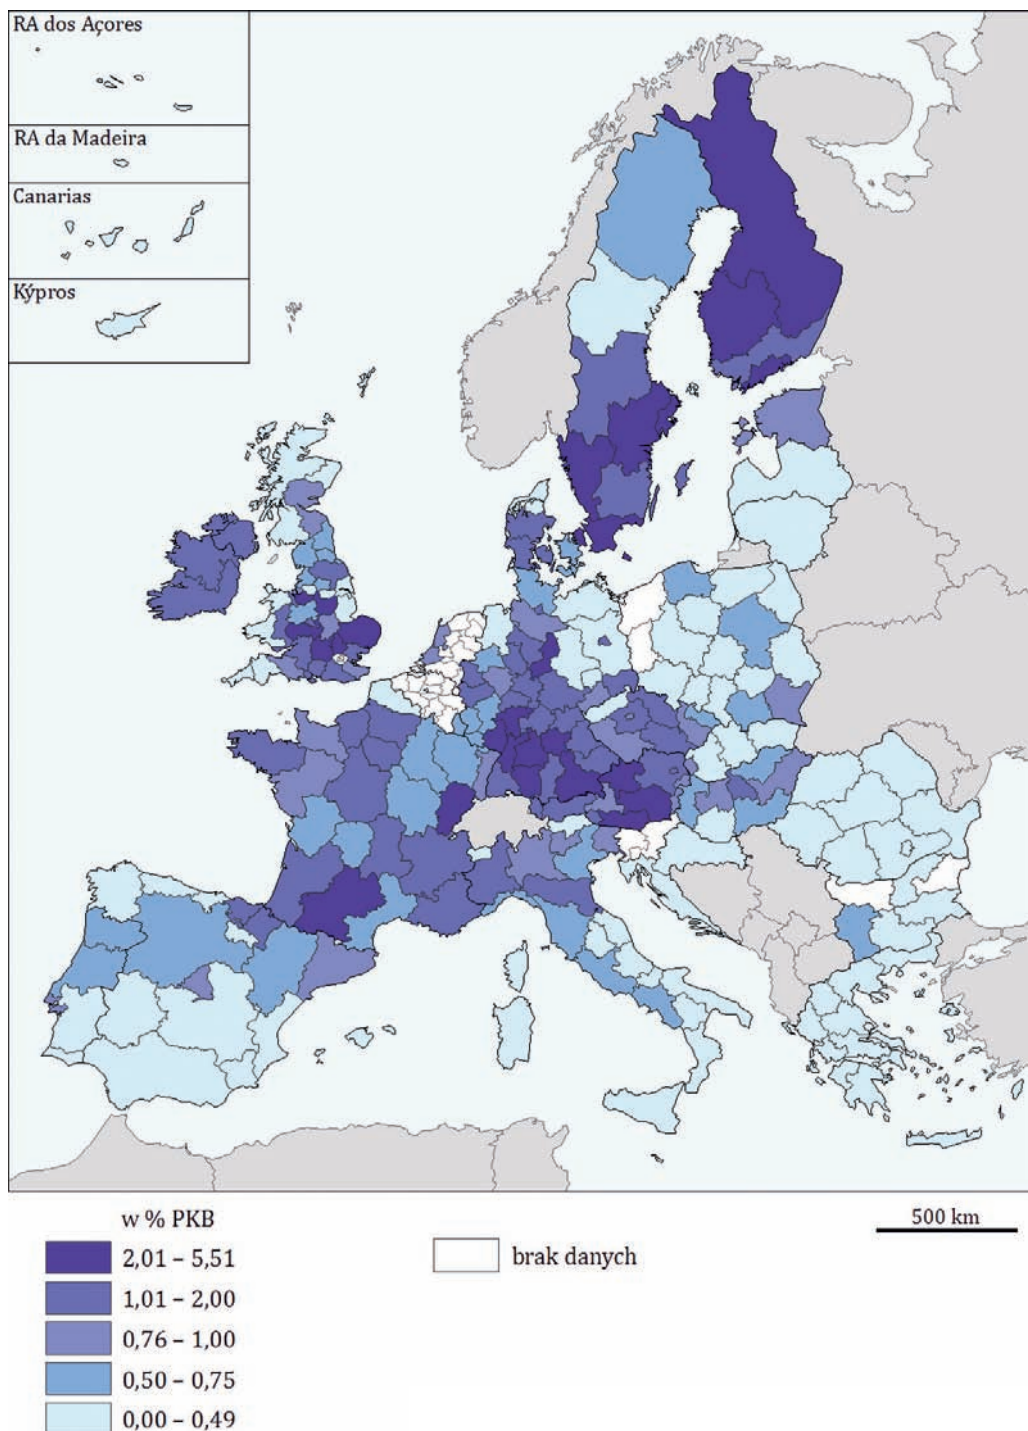 RA dos Açores
RA da Madeira
Canarias
Kýpros
w % PKB
2,01 – 5,51
1,01 – 2,00
0,76 – 1,00
0,50 – 0,75
0,00 – 0,49
brak danych
500 km